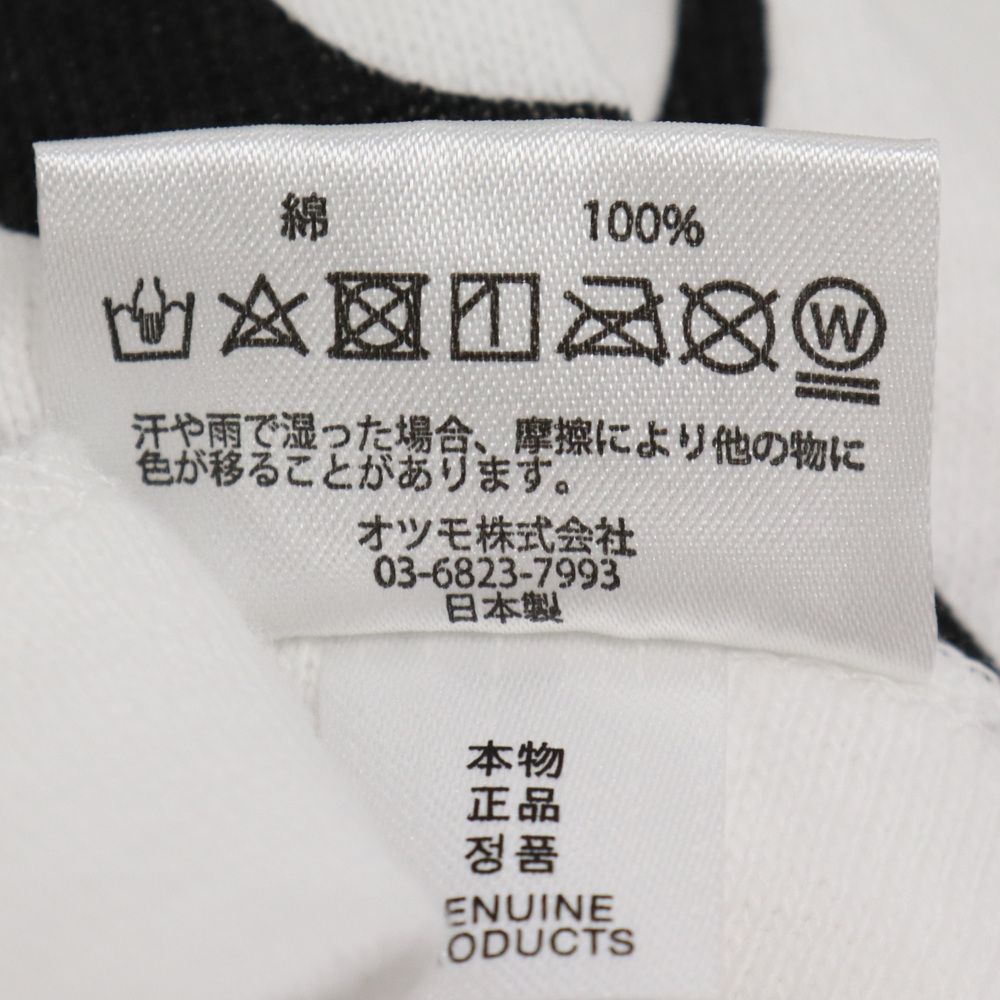 綿 100%
W
汗や雨で湿った場合、摩擦により他の物に
色が移ることがあります。
オツモ株式会社
03-6823-7993
日本製
本物
正品
정품
ENUINE
ODUCTS